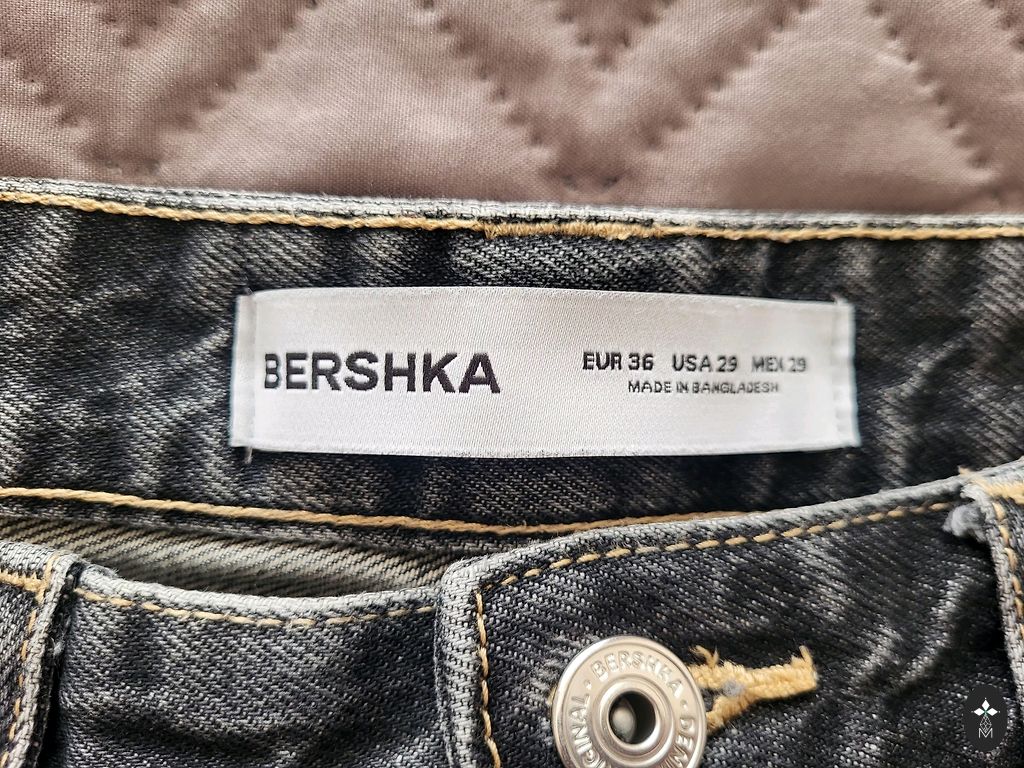 BERSHKA
EUR 36 USA 29 MEX 29
MADE IN BANGLADESH
BERSHKA